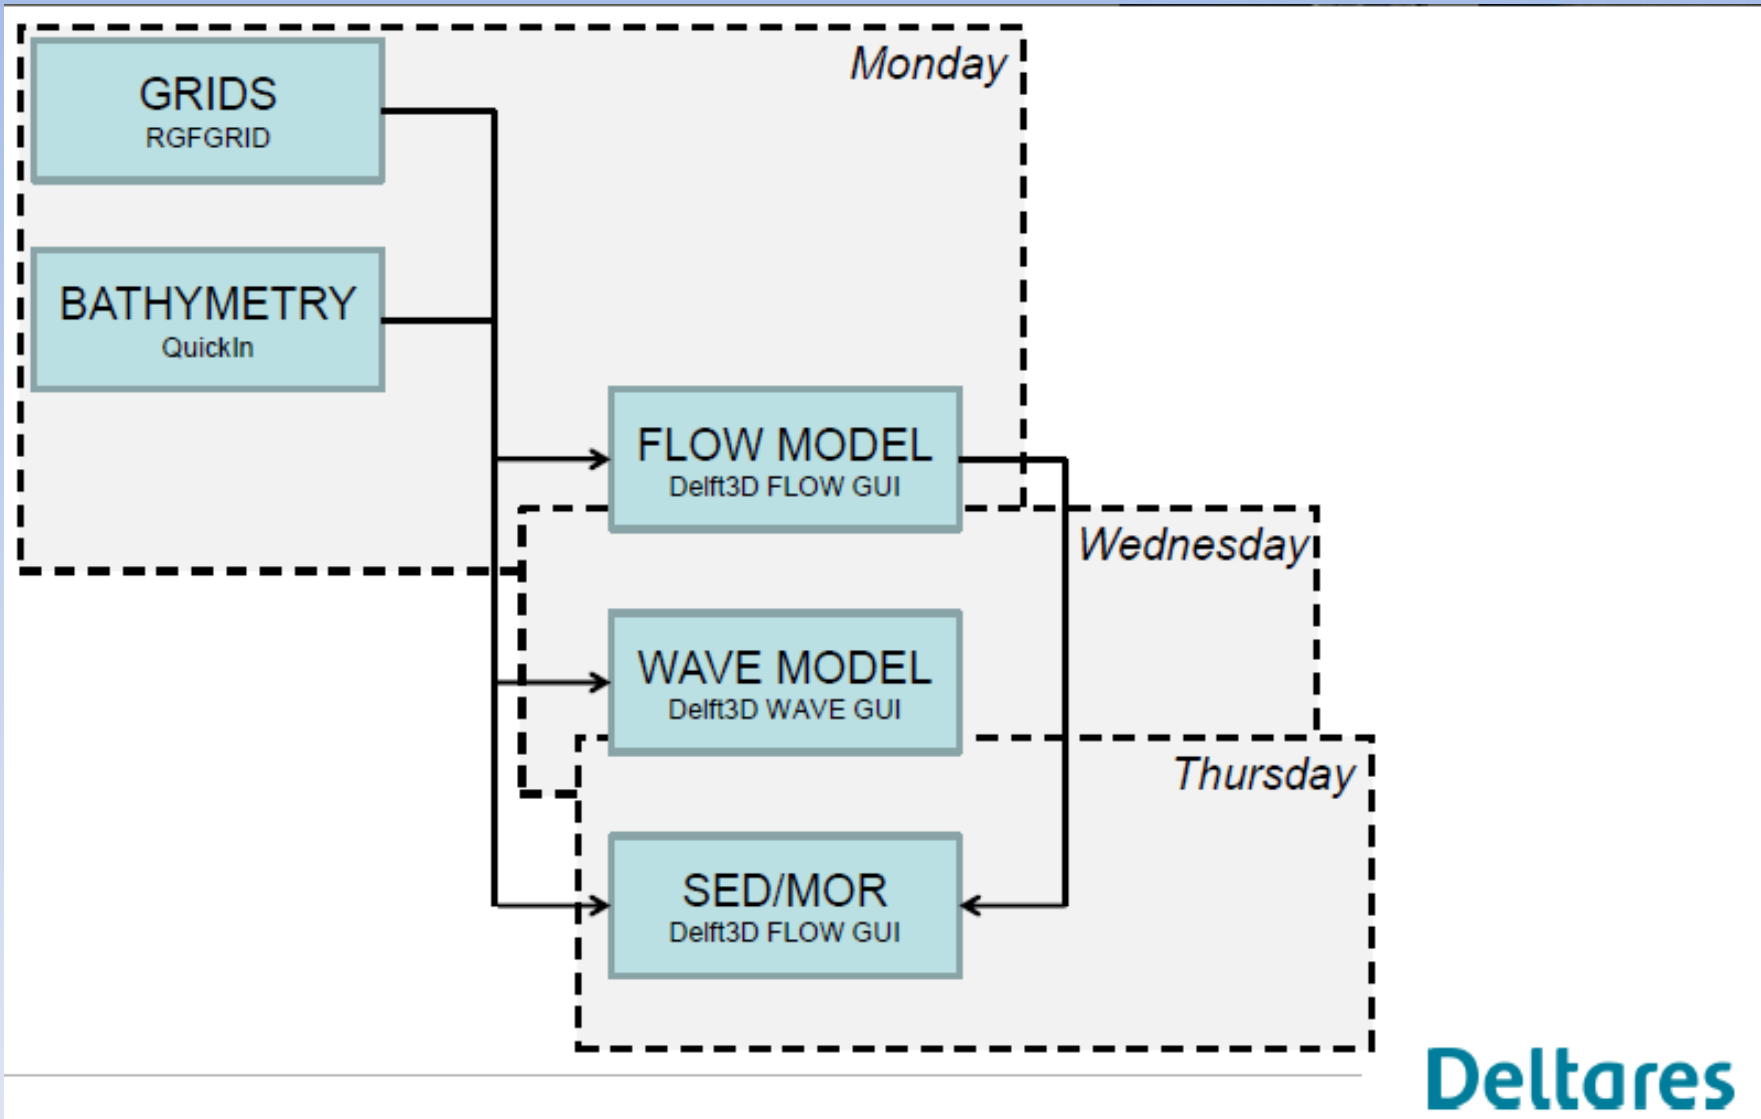 Monday
GRIDS
RGFGRID
BATHYMETRY
QuickIn
FLOW MODEL
Delft3D FLOW GUI
Wednesday
WAVE MODEL
Delft3D WAVE GUI
Thursday
SED/MOR
Delft3D FLOW GUI
Deltares